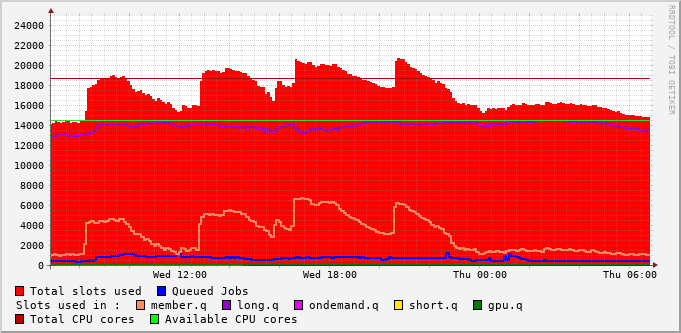 24000
22000
20000
18000
16000
14000
12000
10000
8000
6000
4000
2000
0
Wed 12:00 Wed 18:00 Thu 00:00 Thu 06:00
RRDTOOL / TOBI OETIKER
Total slots used Queued Jobs
Slots used in : member.q long.q ondemand.q short.q gpu.q
Total CPU cores Available CPU cores